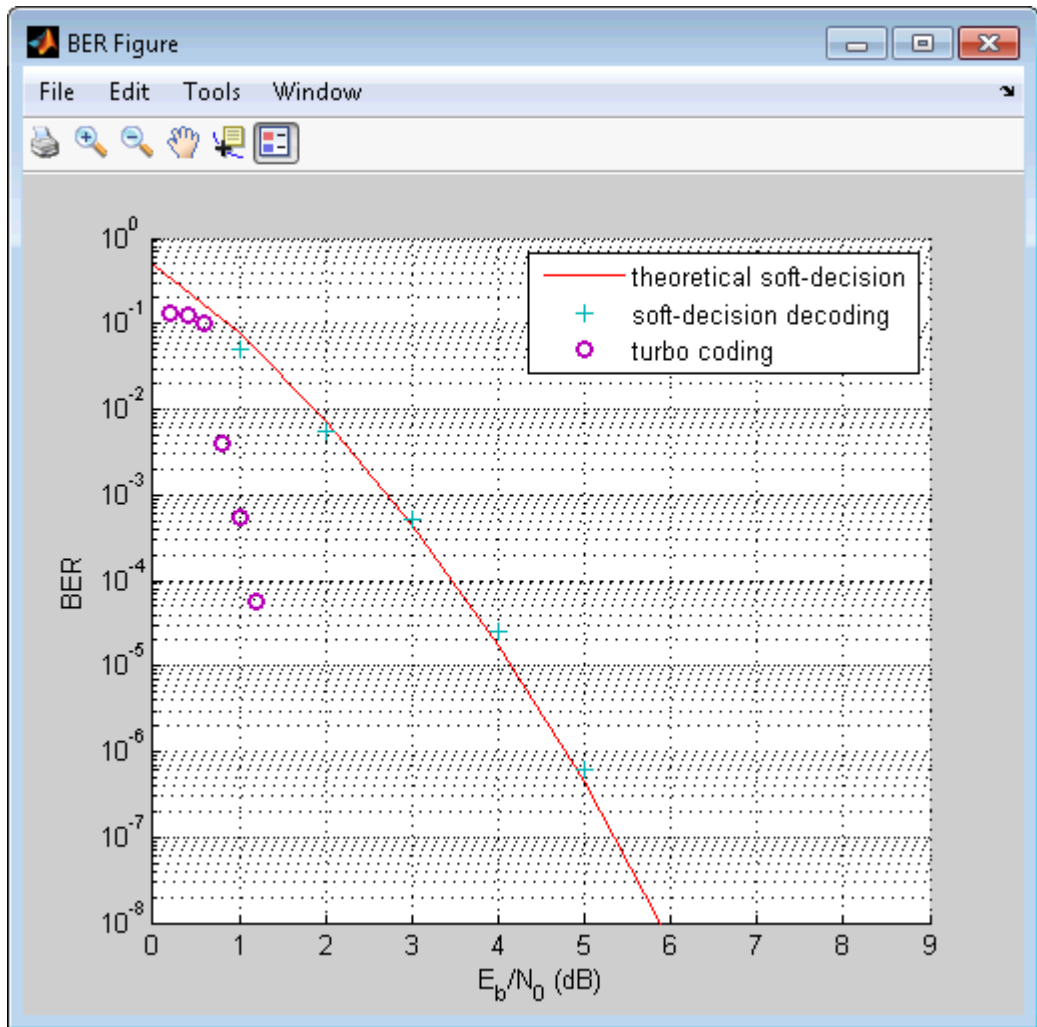 BER Figure
File Edit Tools Window
10^0
10^-1
10^-2
10^-3
10^-4
10^-5
10^-6
10^-7
10^-8
BER
theoretical soft-decision
soft-decision decoding
turbo coding
0 1 2 3 4 5 6 7 8 9
E_b/N_0 (dB)